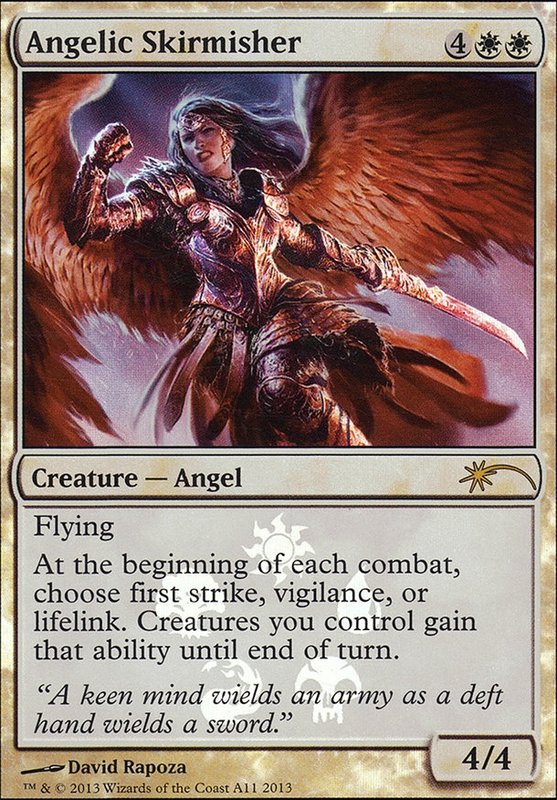 Angelic Skirmisher 4
Creature — Angel
Flying
At the beginning of each combat,
choose first strike, vigilance, or
lifelink. Creatures you control gain
that ability until end of turn.
“A keen mind wields an army as a deft
hand wields a sword.”
4/4
David Rapoza
™ & © 2013 Wizards of the Coast A11 2013